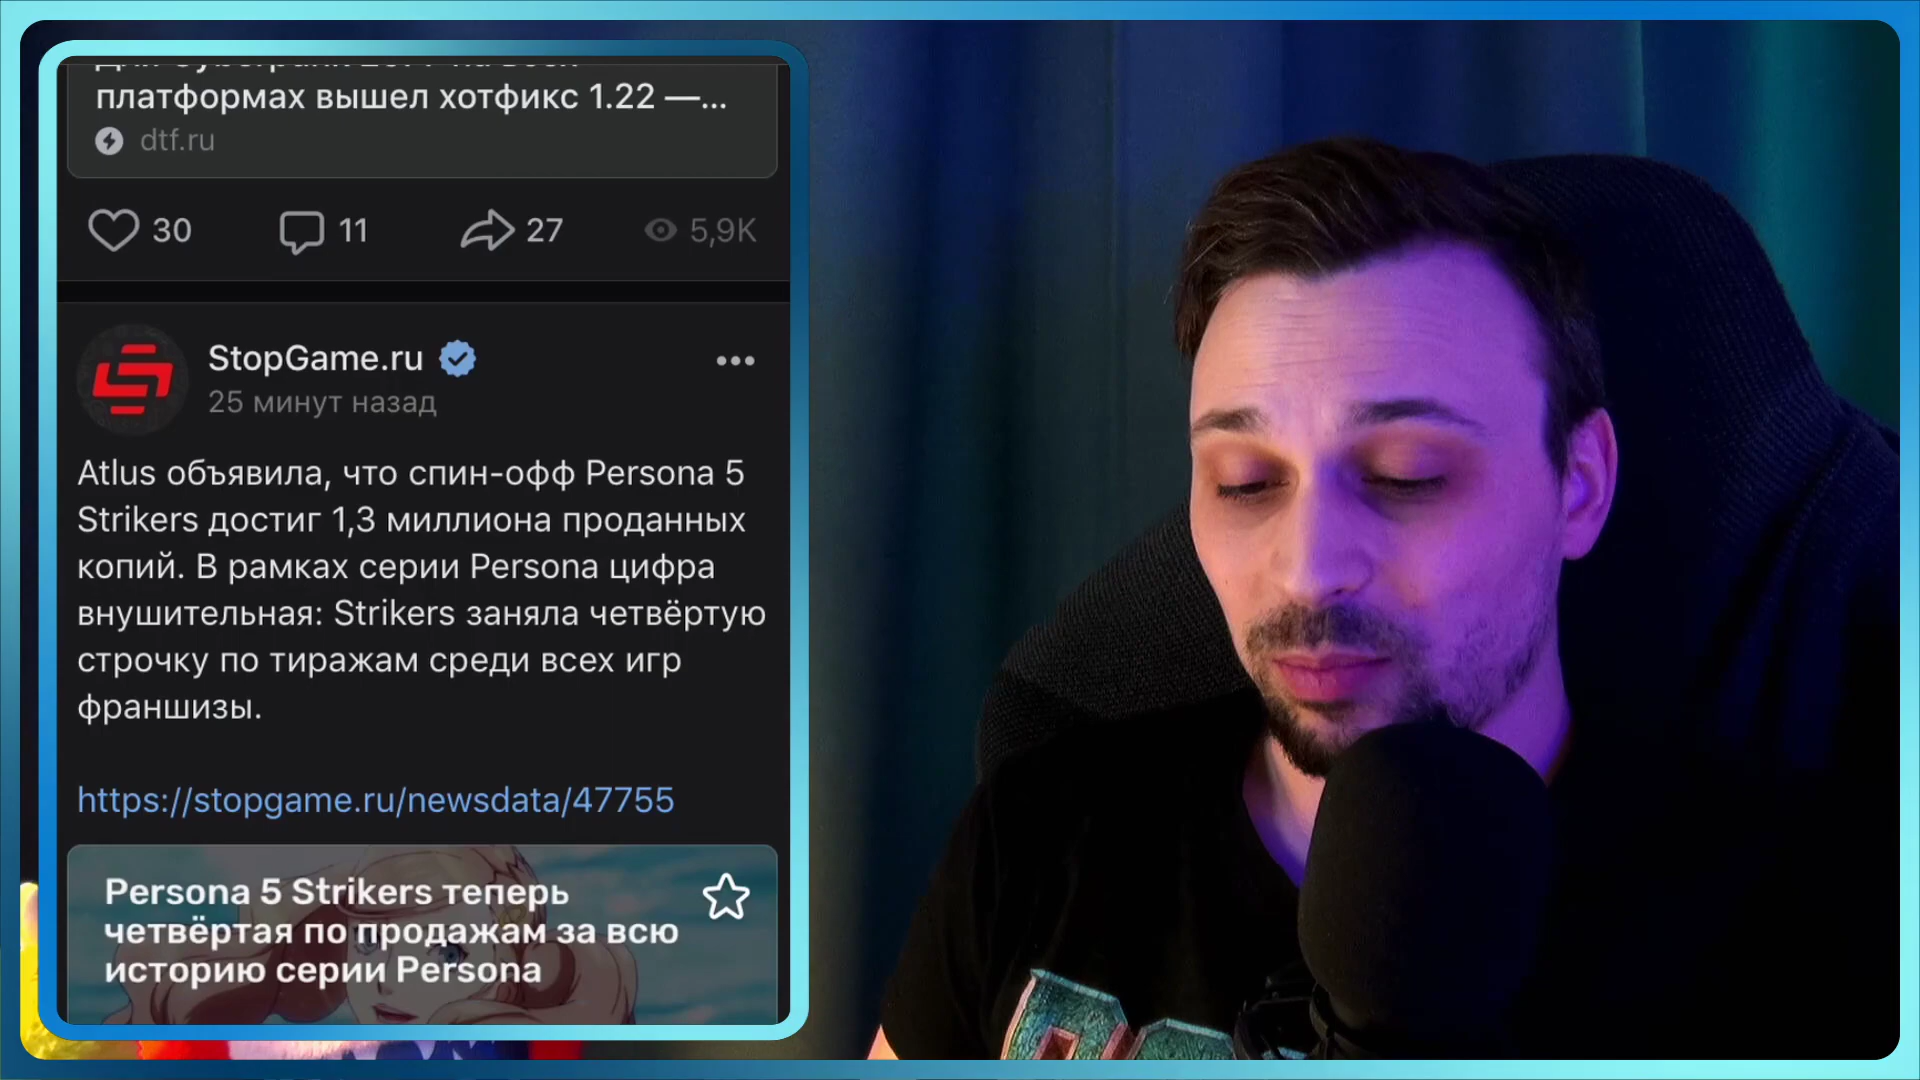 платформах вышел хотфикс 1.22 —...
dtf.ru
30 11 27 5,9K
StopGame.ru
25 минут назад
Atlus объявила, что спин-офф Persona 5
Strikers достиг 1,3 миллиона проданных
копий. В рамках серии Persona цифра
внушительная: Strikers заняла четвёртую
строчку по тиражам среди всех игр
франшизы.
https://stopgame.ru/newsdata/47755
Persona 5 Strikers теперь
четвёртая по продажам за всю
историю серии Persona